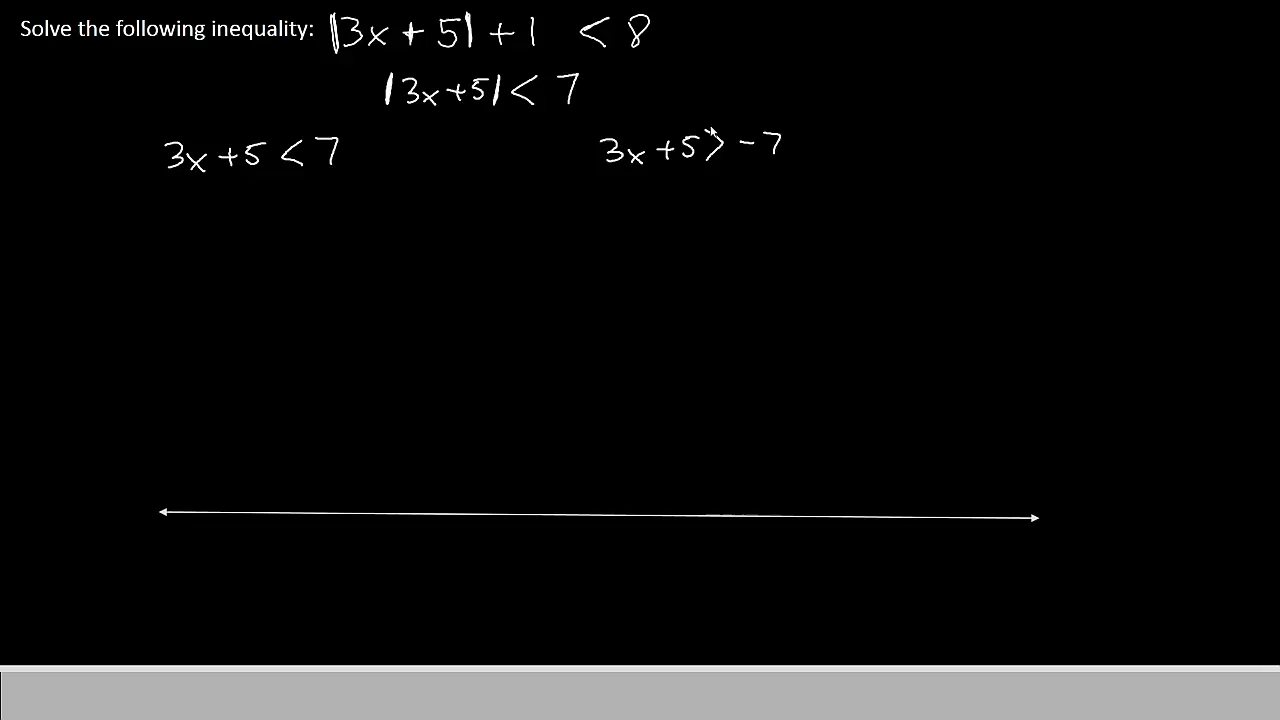 Solve the following inequality: |3x + 5| + 1 < 8
|3x+5| < 7
3x +5 < 7 3x +5 > -7